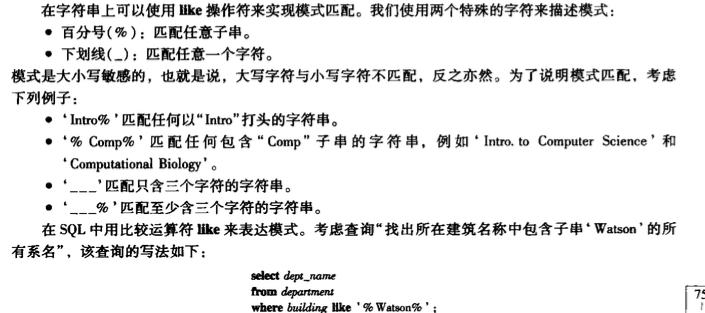 在字符串上可以使用 like 操作符来实现模式匹配。我们使用两个特殊的字符来描述模式：
● 百分号(%)：匹配任意子串。
● 下划线(_)：匹配任意一个字符。
模式是大小写敏感的，也就是说，大写字符与小写字符不匹配，反之亦然。为了说明模式匹配，考虑
下列例子：
● ‘Intro%’匹配任何以“Intro”打头的字符串。
● ‘% Comp%’匹配任何包含“Comp”子串的字符串，例如‘Intro. to Computer Science’和
‘Computational Biology’。
● ‘___’匹配只含三个字符的字符串。
● ‘___%’匹配至少含三个字符的字符串。
在 SQL 中用比较运算符 like 来表达模式。考虑查询“找出所在建筑名称中包含子串‘Watson’的所
有系名”，该查询的写法如下：
select dept_name
from department
where building like '% Watson% ';